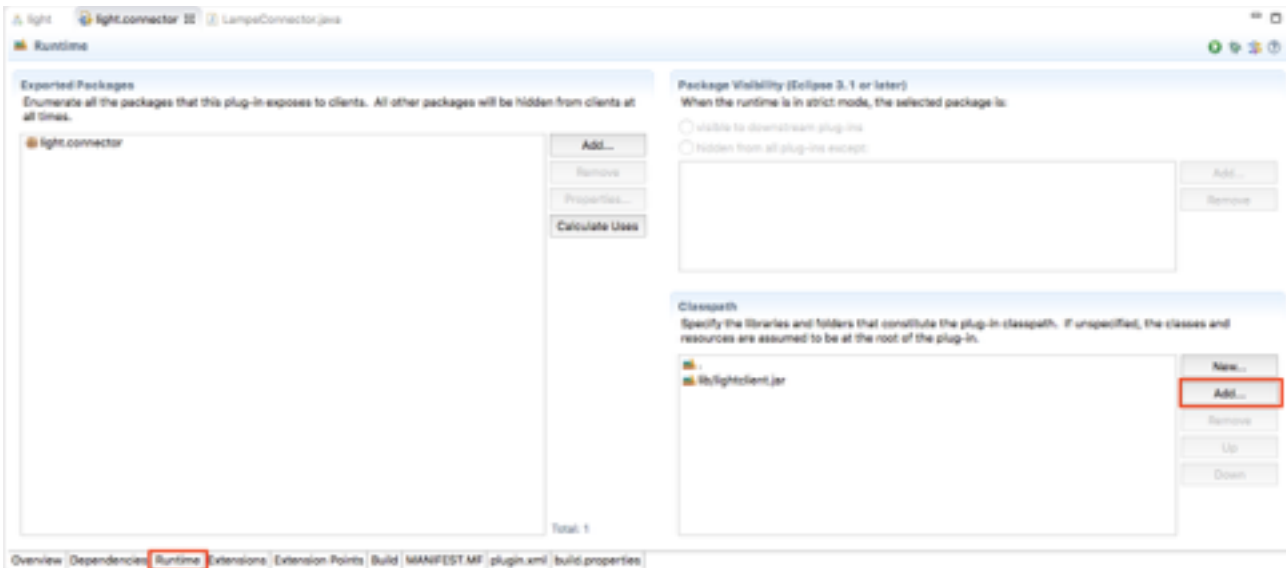 light
light.connector
LampeConnector.java
Runtime
Exported Packages
Enumerate all the packages that this plug-in exposes to clients. All other packages will be hidden from clients at
all times.
light.connector
Add...
Remove
Properties...
Calculate Uses
Total: 1
Package Visibility (Eclipse 3.1 or later)
When the runtime is in strict mode, the selected package is:
visible to downstream plug-ins
hidden from all plug-ins except:
Add...
Remove
Classpath
Specify the libraries and folders that constitute the plug-in classpath. If unspecified, the classes and
resources are assumed to be at the root of the plug-in.
.
lib/lightclient.jar
New...
Add...
Remove
Up
Down
Overview Dependencies Runtime Extensions Extension Points Build MANIFEST.MF plugin.xml build.properties